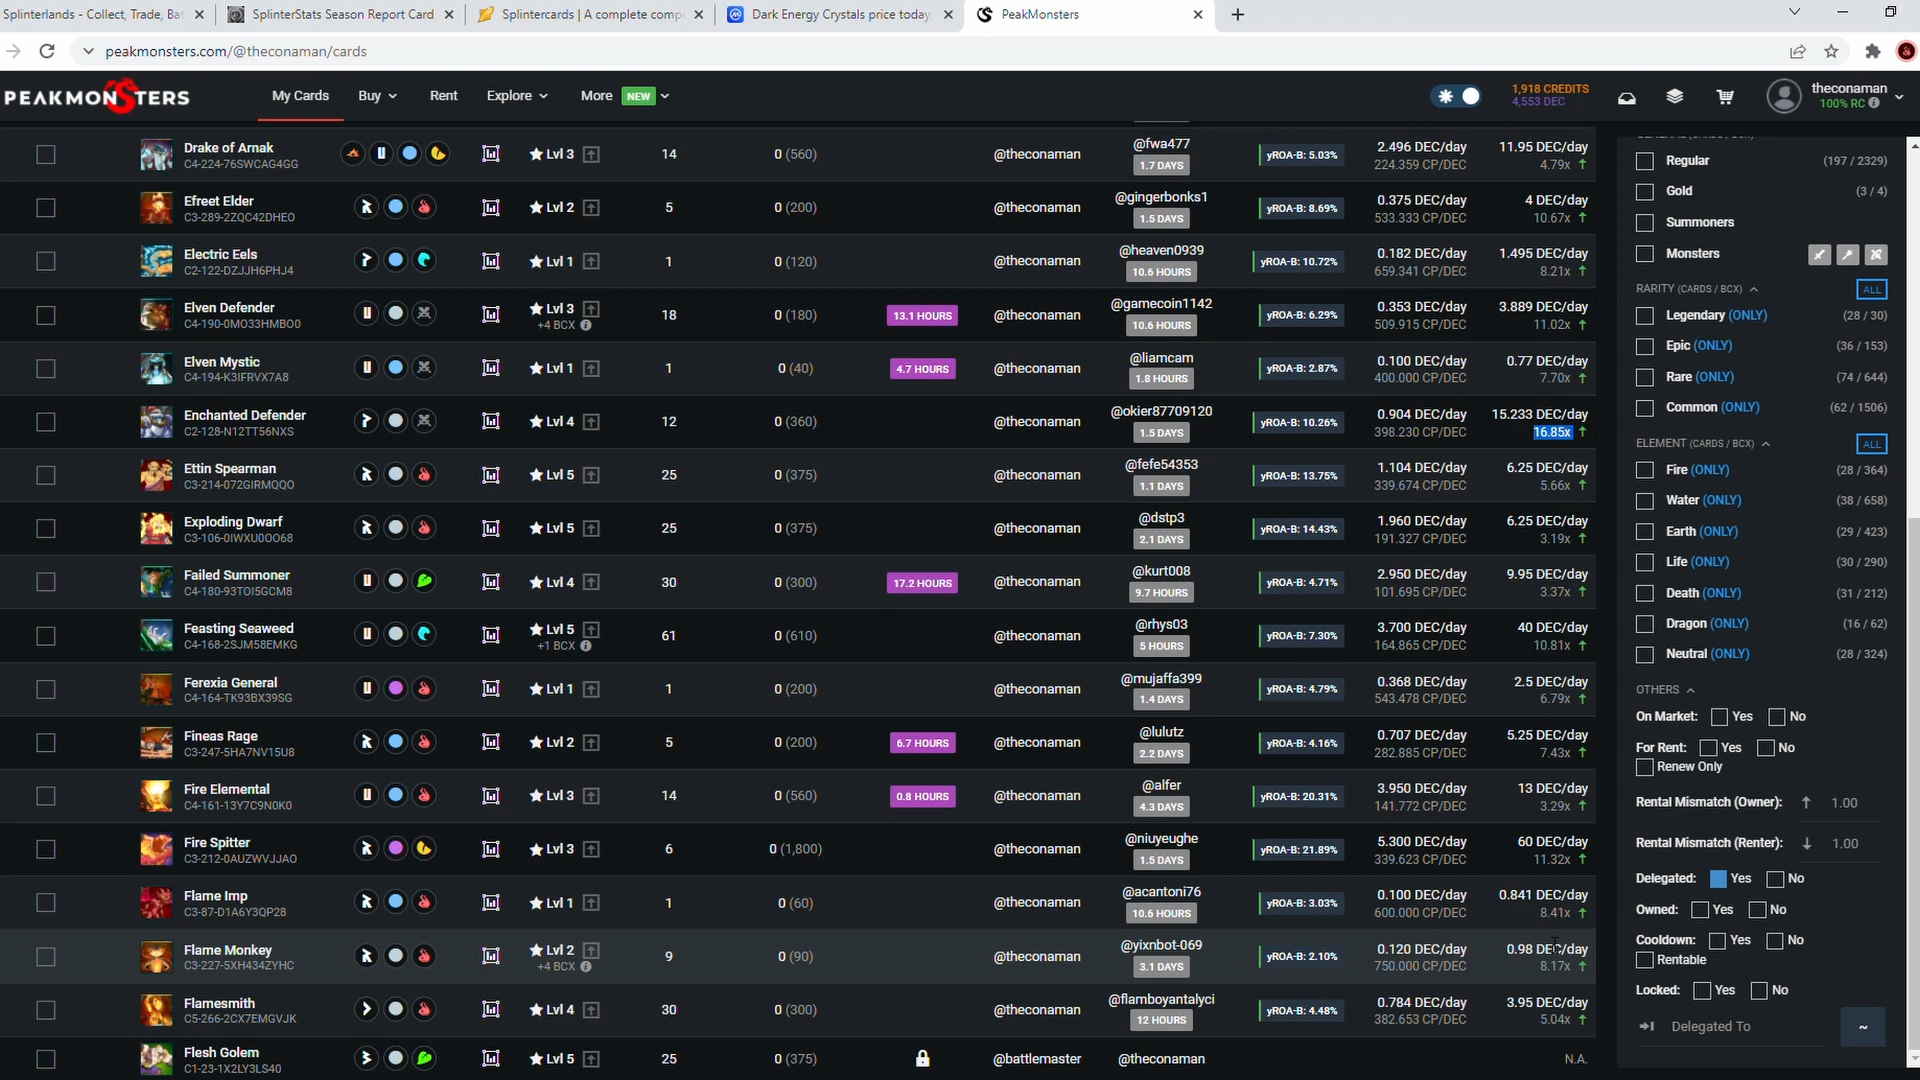 Splinterlands - Collect, Trade, Bat
SplinterStats Season Report Card
Splintercards | A complete comp
Dark Energy Crystals price today,
PeakMonsters
peakmonsters.com/@theconaman/cards
PEAKMONSTERS
My Cards
Buy
Rent
Explore
More NEW
1,918 CREDITS
4,553 DEC
theconaman
100% RC
Drake of Arnak
C4-224-76SWCAG4GG
Lvl 3
14
0 (560)
@theconaman
@fwa477
1.7 DAYS
yROA-B: 5.03%
2.496 DEC/day
224.359 CP/DEC
11.95 DEC/day
4.79x
Efreet Elder
C3-289-2ZQC42DHEO
Lvl 2
5
0 (200)
@theconaman
@gingerbonks1
1.5 DAYS
yROA-B: 8.69%
0.375 DEC/day
533.333 CP/DEC
4 DEC/day
10.67x
Electric Eels
C2-122-DZJJH6PHJ4
Lvl 1
1
0 (120)
@theconaman
@heaven0939
10.6 HOURS
yROA-B: 10.72%
0.182 DEC/day
659.341 CP/DEC
1.495 DEC/day
8.21x
Elven Defender
C4-190-0MO33HMBO0
Lvl 3
+4 BCX
18
0 (180)
13.1 HOURS
@theconaman
@gamecoin1142
10.6 HOURS
yROA-B: 6.29%
0.353 DEC/day
509.915 CP/DEC
3.889 DEC/day
11.02x
Elven Mystic
C4-194-K3IFRVX7A8
Lvl 1
1
0 (40)
4.7 HOURS
@theconaman
@liamcam
1.8 HOURS
yROA-B: 2.87%
0.100 DEC/day
400.000 CP/DEC
0.77 DEC/day
7.70x
Enchanted Defender
C2-128-N12TT56NXS
Lvl 4
12
0 (360)
@theconaman
@okier87709120
1.5 DAYS
yROA-B: 10.26%
0.904 DEC/day
398.230 CP/DEC
15.233 DEC/day
16.85x
Ettin Spearman
C3-214-072GIRMQQO
Lvl 5
25
0 (375)
@theconaman
@fefe54353
1.1 DAYS
yROA-B: 13.75%
1.104 DEC/day
339.674 CP/DEC
6.25 DEC/day
5.66x
Exploding Dwarf
C3-106-0IWXU0O068
Lvl 5
25
0 (375)
@theconaman
@dstp3
2.1 DAYS
yROA-B: 14.43%
1.960 DEC/day
191.327 CP/DEC
6.25 DEC/day
3.19x
Failed Summoner
C4-180-93TOI5GCM8
Lvl 4
30
0 (300)
17.2 HOURS
@theconaman
@kurt008
9.7 HOURS
yROA-B: 4.71%
2.950 DEC/day
101.695 CP/DEC
9.95 DEC/day
3.37x
Feasting Seaweed
C4-168-2SJM58EMKG
Lvl 5
+1 BCX
61
0 (610)
@theconaman
@rhys03
5 HOURS
yROA-B: 7.30%
3.700 DEC/day
164.865 CP/DEC
40 DEC/day
10.81x
Ferexia General
C4-164-TK93BX39SG
Lvl 1
1
0 (200)
@theconaman
@mujaffa399
1.4 DAYS
yROA-B: 4.79%
0.368 DEC/day
543.478 CP/DEC
2.5 DEC/day
6.79x
Fineas Rage
C3-247-5HA7NV15U8
Lvl 2
5
0 (200)
6.7 HOURS
@theconaman
@lulutz
2.2 DAYS
yROA-B: 4.16%
0.707 DEC/day
282.885 CP/DEC
5.25 DEC/day
7.43x
Fire Elemental
C4-161-13Y7C9N0K0
Lvl 3
14
0 (560)
0.8 HOURS
@theconaman
@alfer
4.3 DAYS
yROA-B: 20.31%
3.950 DEC/day
141.772 CP/DEC
13 DEC/day
3.29x
Fire Spitter
C3-212-0AUZWVJJAO
Lvl 3
6
0 (1,800)
@theconaman
@niuyeughe
1.5 DAYS
yROA-B: 21.89%
5.300 DEC/day
339.623 CP/DEC
60 DEC/day
11.32x
Flame Imp
C3-87-D1A6Y3QP28
Lvl 1
1
0 (60)
@theconaman
@acantoni76
10.6 HOURS
yROA-B: 3.03%
0.100 DEC/day
600.000 CP/DEC
0.841 DEC/day
8.41x
Flame Monkey
C3-227-5XH434ZYHC
Lvl 2
+4 BCX
9
0 (90)
@theconaman
@yixnbot-069
3.1 DAYS
yROA-B: 2.10%
0.120 DEC/day
750.000 CP/DEC
0.98 DEC/day
8.17x
Flamesmith
C5-266-2CX7EMGVJK
Lvl 4
30
0 (300)
@theconaman
@flamboyantalyci
12 HOURS
yROA-B: 4.48%
0.784 DEC/day
382.653 CP/DEC
3.95 DEC/day
5.04x
Flesh Golem
C1-23-1X2LY3LS40
Lvl 5
25
0 (375)
@battlemaster
@theconaman
N.A.
Regular (197 / 2329)
Gold (3 / 4)
Summoners
Monsters
RARITY (CARDS / BCX) ALL
Legendary (ONLY) (28 / 30)
Epic (ONLY) (36 / 153)
Rare (ONLY) (74 / 644)
Common (ONLY) (62 / 1506)
ELEMENT (CARDS / BCX) ALL
Fire (ONLY) (28 / 364)
Water (ONLY) (38 / 658)
Earth (ONLY) (29 / 423)
Life (ONLY) (30 / 290)
Death (ONLY) (31 / 212)
Dragon (ONLY) (16 / 62)
Neutral (ONLY) (28 / 324)
OTHERS
On Market: Yes No
For Rent: Yes No
Renew Only
Rental Mismatch (Owner): 1.00
Rental Mismatch (Renter): 1.00
Delegated: Yes No
Owned: Yes No
Cooldown: Yes No
Rentable
Locked: Yes No
Delegated To ~